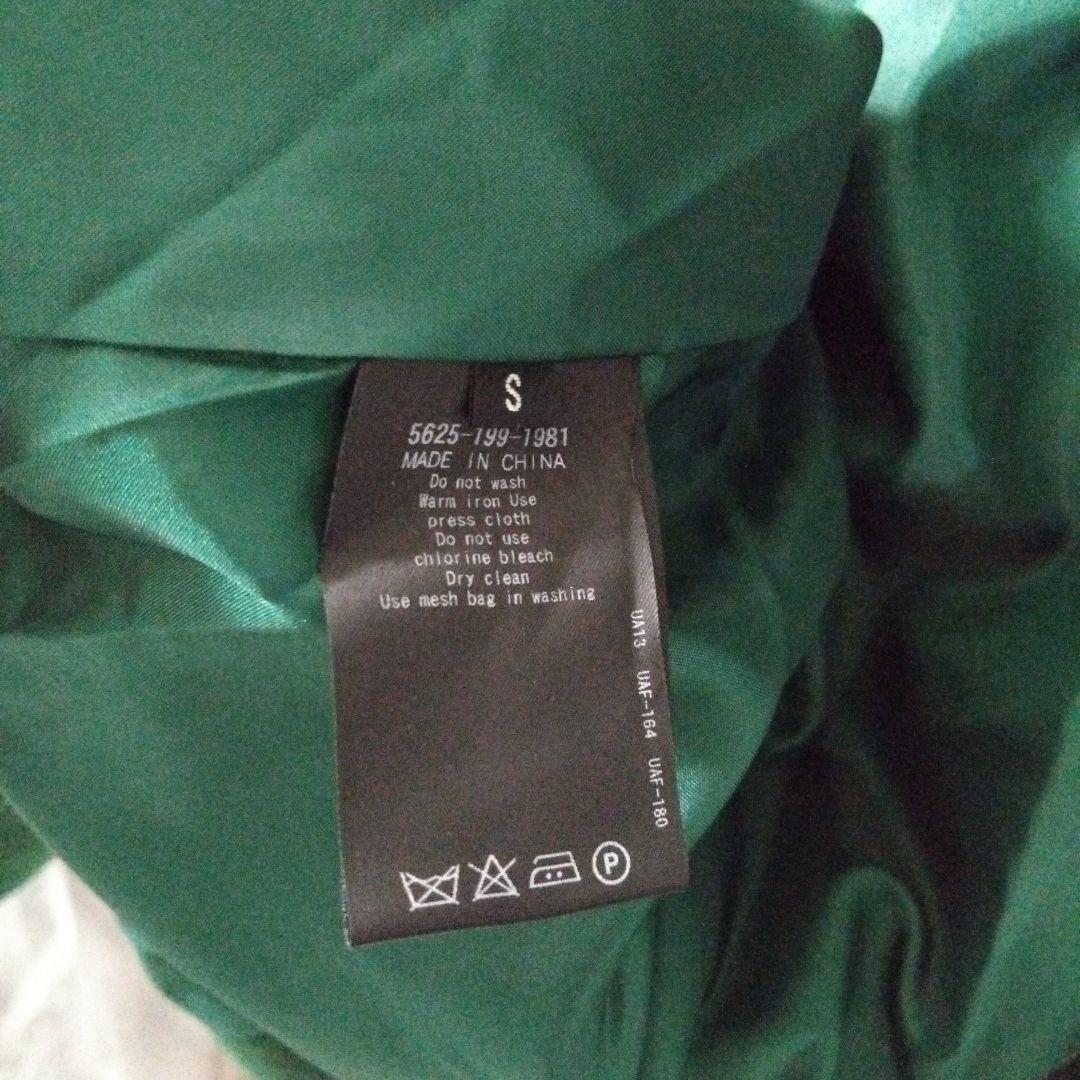 S
5625-199-1981
MADE IN CHINA
Do not wash
Warm iron Use
press cloth
Do not use
chlorine bleach
Dry clean
Use mesh bag in washing
UA13 UAF-164 UAF-180
P